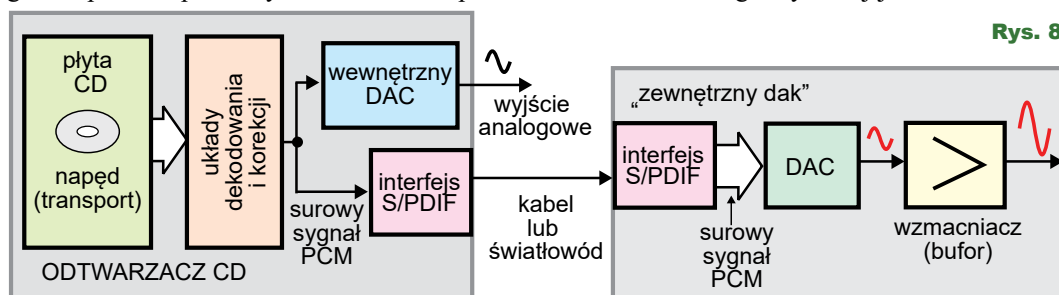 Rys. 8
płyta
CD
napęd
(transport)
układy
dekodowania
i korekcji
wewnętrzny
DAC
wyjście
analogowe
surowy
sygnał
PCM
interfejs
S/PDIF
ODTWARZACZ CD
kabel
lub
światłowód
„zewnętrzny dak”
interfejs
S/PDIF
surowy
sygnał
PCM
DAC
wzmacniacz
(bufor)